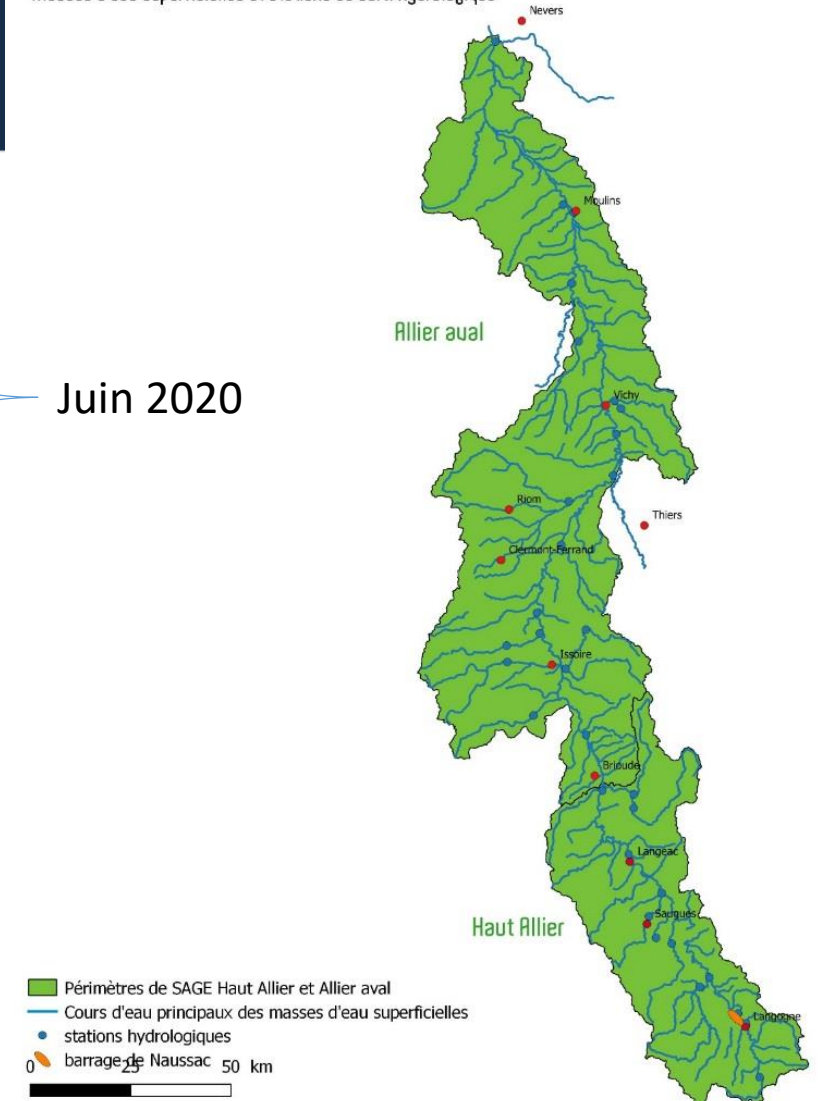 Nevers
Moulins
Allier aval
Juin 2020
Vichy
Riom
Thiers
Clermont-Ferrand
Issoire
Brioude
Langeac
Saugues
Haut Allier
Langogne
Périmètres de SAGE Haut Allier et Allier aval
Cours d'eau principaux des masses d'eau superficielles
stations hydrologiques
barrage de Naussac
0 25 50 km